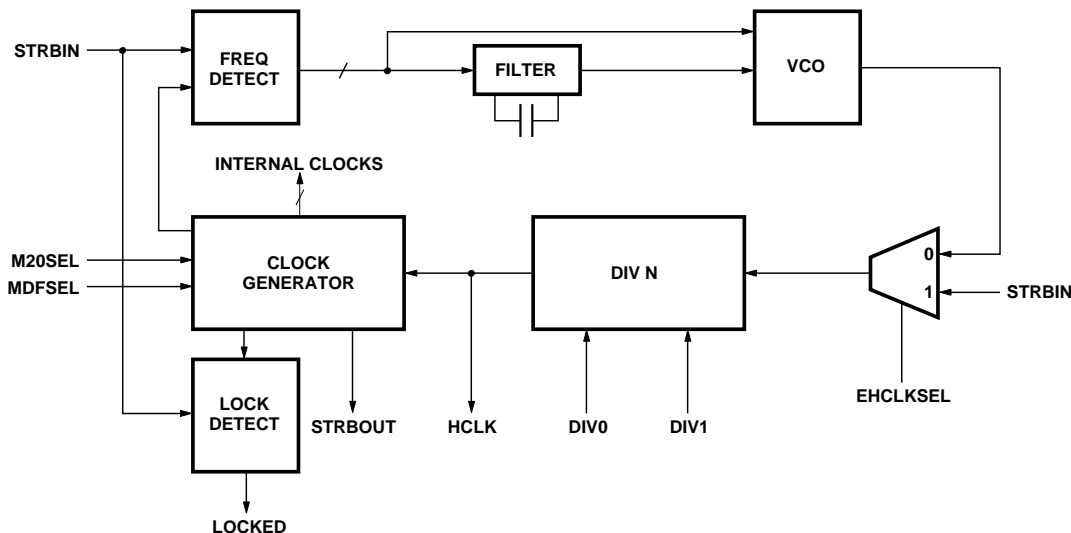 STRBIN
FREQ
DETECT
FILTER
VCO
INTERNAL CLOCKS
M20SEL
MDFSEL
CLOCK
GENERATOR
DIV N
0
1
STRBIN
EHCLKSEL
LOCK
DETECT
STRBOUT
HCLK
DIV0
DIV1
LOCKED